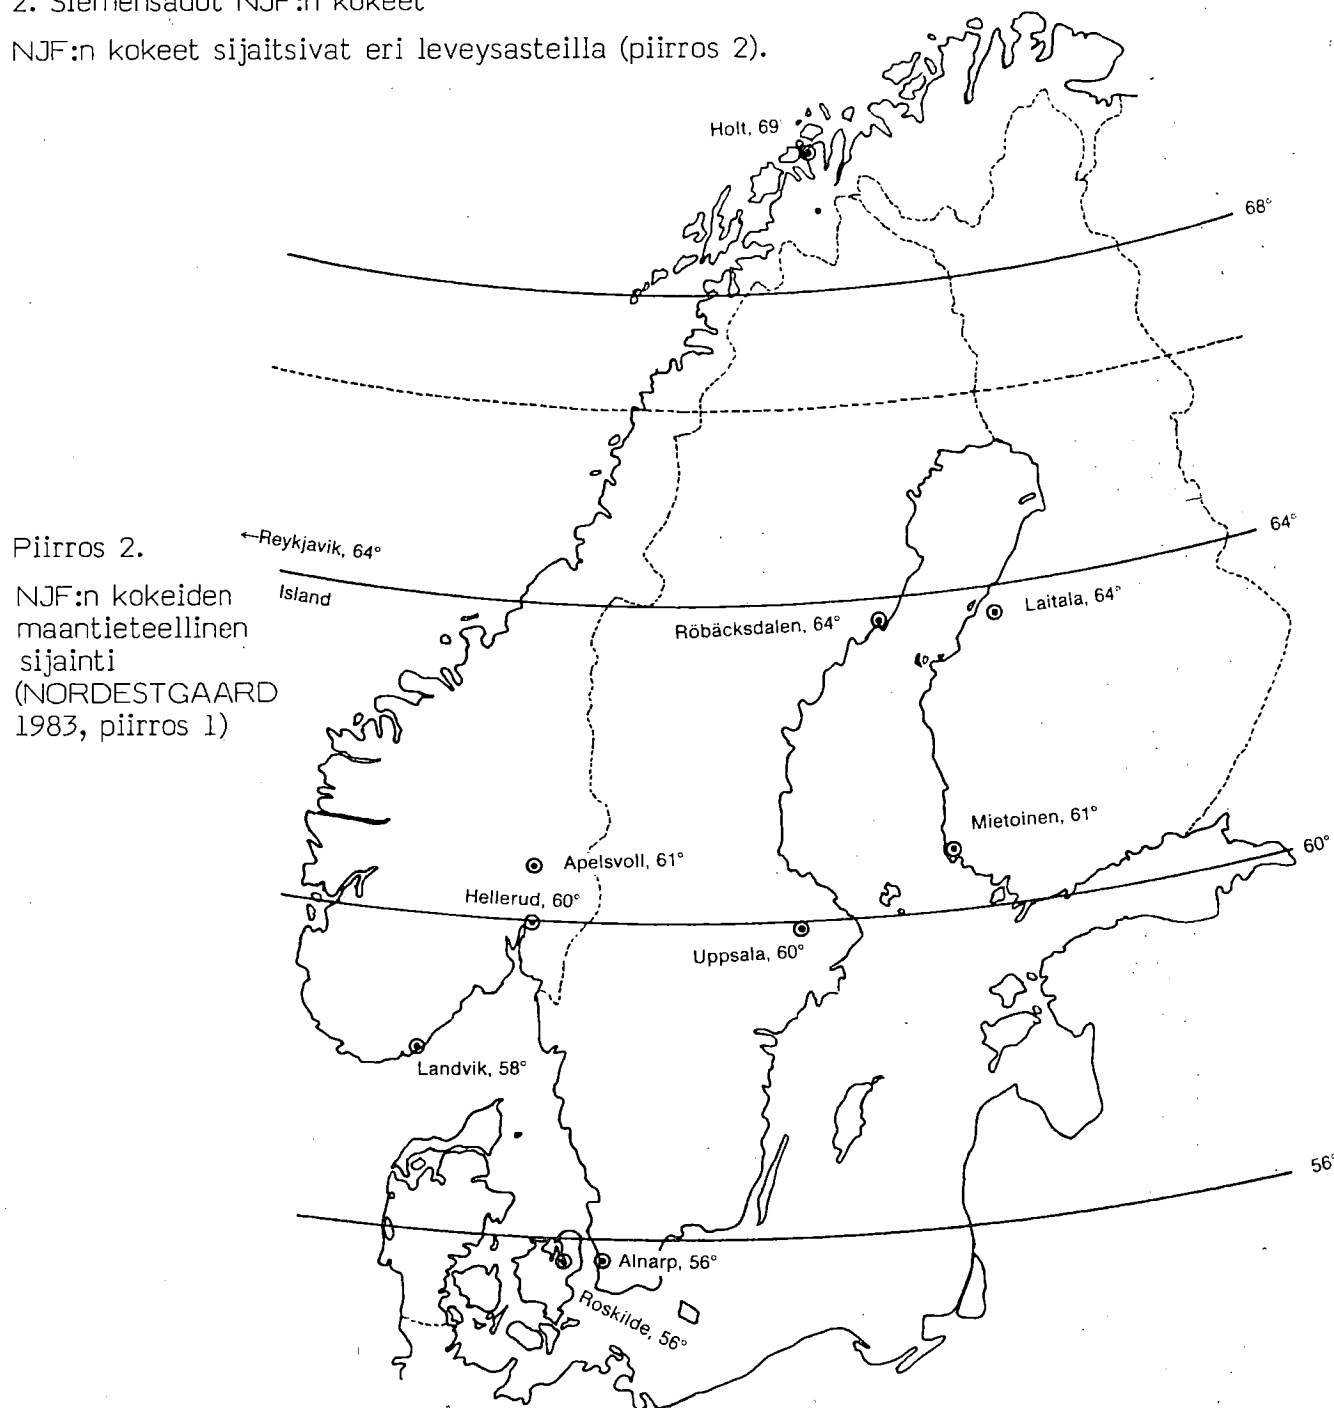 2. Siemensadot NJF:n kokeet
NJF:n kokeet sijaitsivat eri leveysasteilla (piirros 2).
Holt, 69
68°
←Reykjavik, 64°
Island
64°
Röbäcksdalen, 64°
Laitala, 64°
Piirros 2.
NJF:n kokeiden
maantieteellinen
sijainti
(NORDESTGAARD
1983, piirros 1)
Mietoinen, 61°
Apelsvoll, 61°
60°
Hellerud, 60°
Uppsala, 60°
Landvik, 58°
56°
Alnarp, 56°
Roskilde, 56°